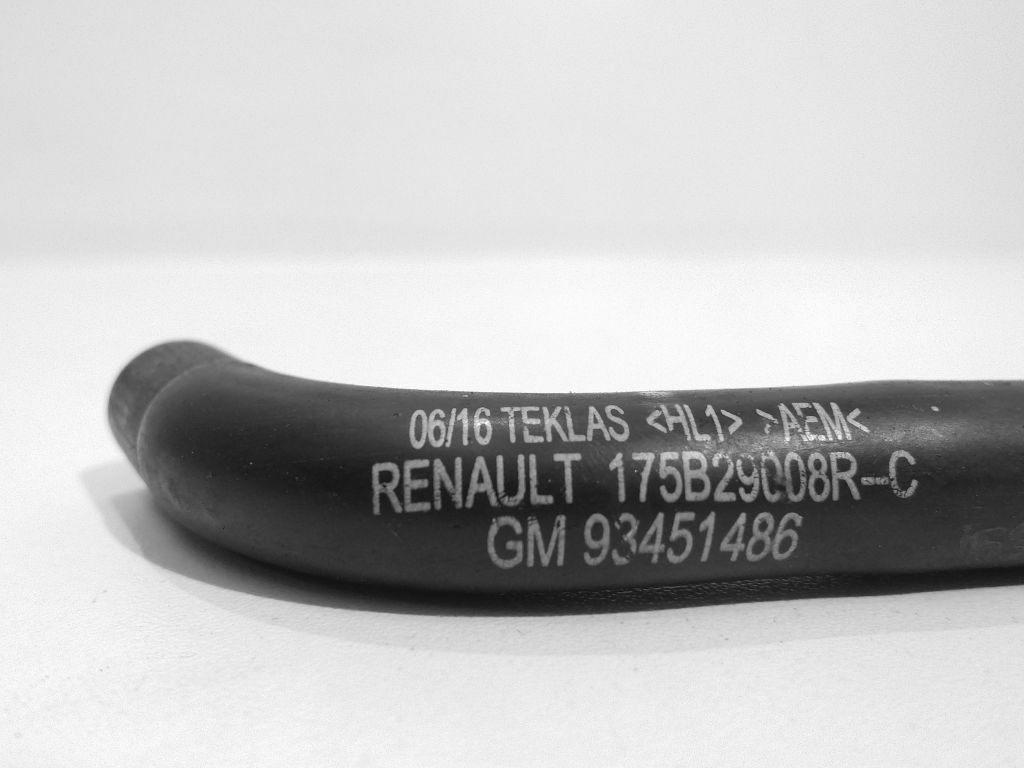 06/16 TEKLAS <HL1> >AEM<
RENAULT 175B29008R--C
GM 93451486